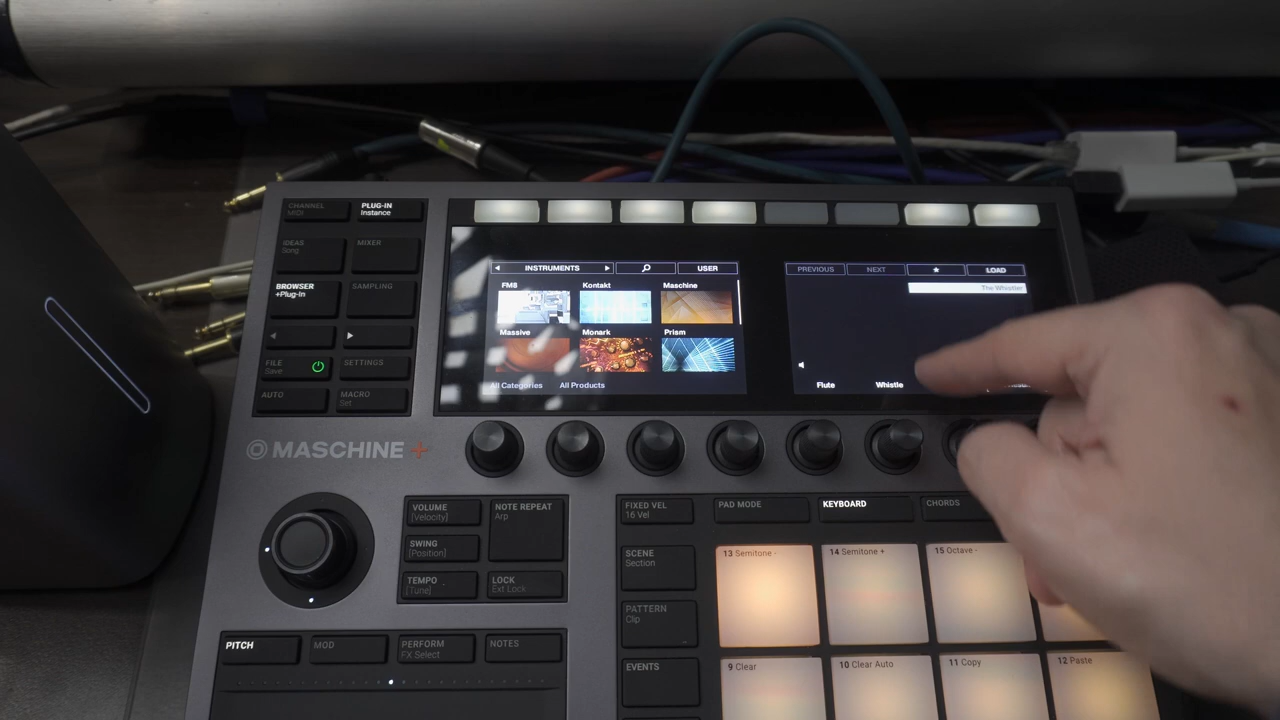 CHANNEL
MIDI
PLUG-IN
Instance
IDEAS
Song
MIXER
BROWSER
+Plug-In
SAMPLING
FILE
Save
SETTINGS
AUTO
MACRO
Set
INSTRUMENTS
USER
FM8
Kontakt
Maschine
Massive
Monark
Prism
All Categories
All Products
PREVIOUS
NEXT
LOAD
The Whistler
Flute
Whistle
MASCHINE+
VOLUME
[Velocity]
NOTE REPEAT
Arp
SWING
[Position]
TEMPO
[Tune]
LOCK
Ext Lock
PITCH
MOD
PERFORM
FX Select
NOTES
FIXED VEL
16 Vel
PAD MODE
KEYBOARD
CHORDS
SCENE
Section
PATTERN
Clip
EVENTS
13 Semitone -
14 Semitone +
15 Octave -
9 Clear
10 Clear Auto
11 Copy
12 Paste